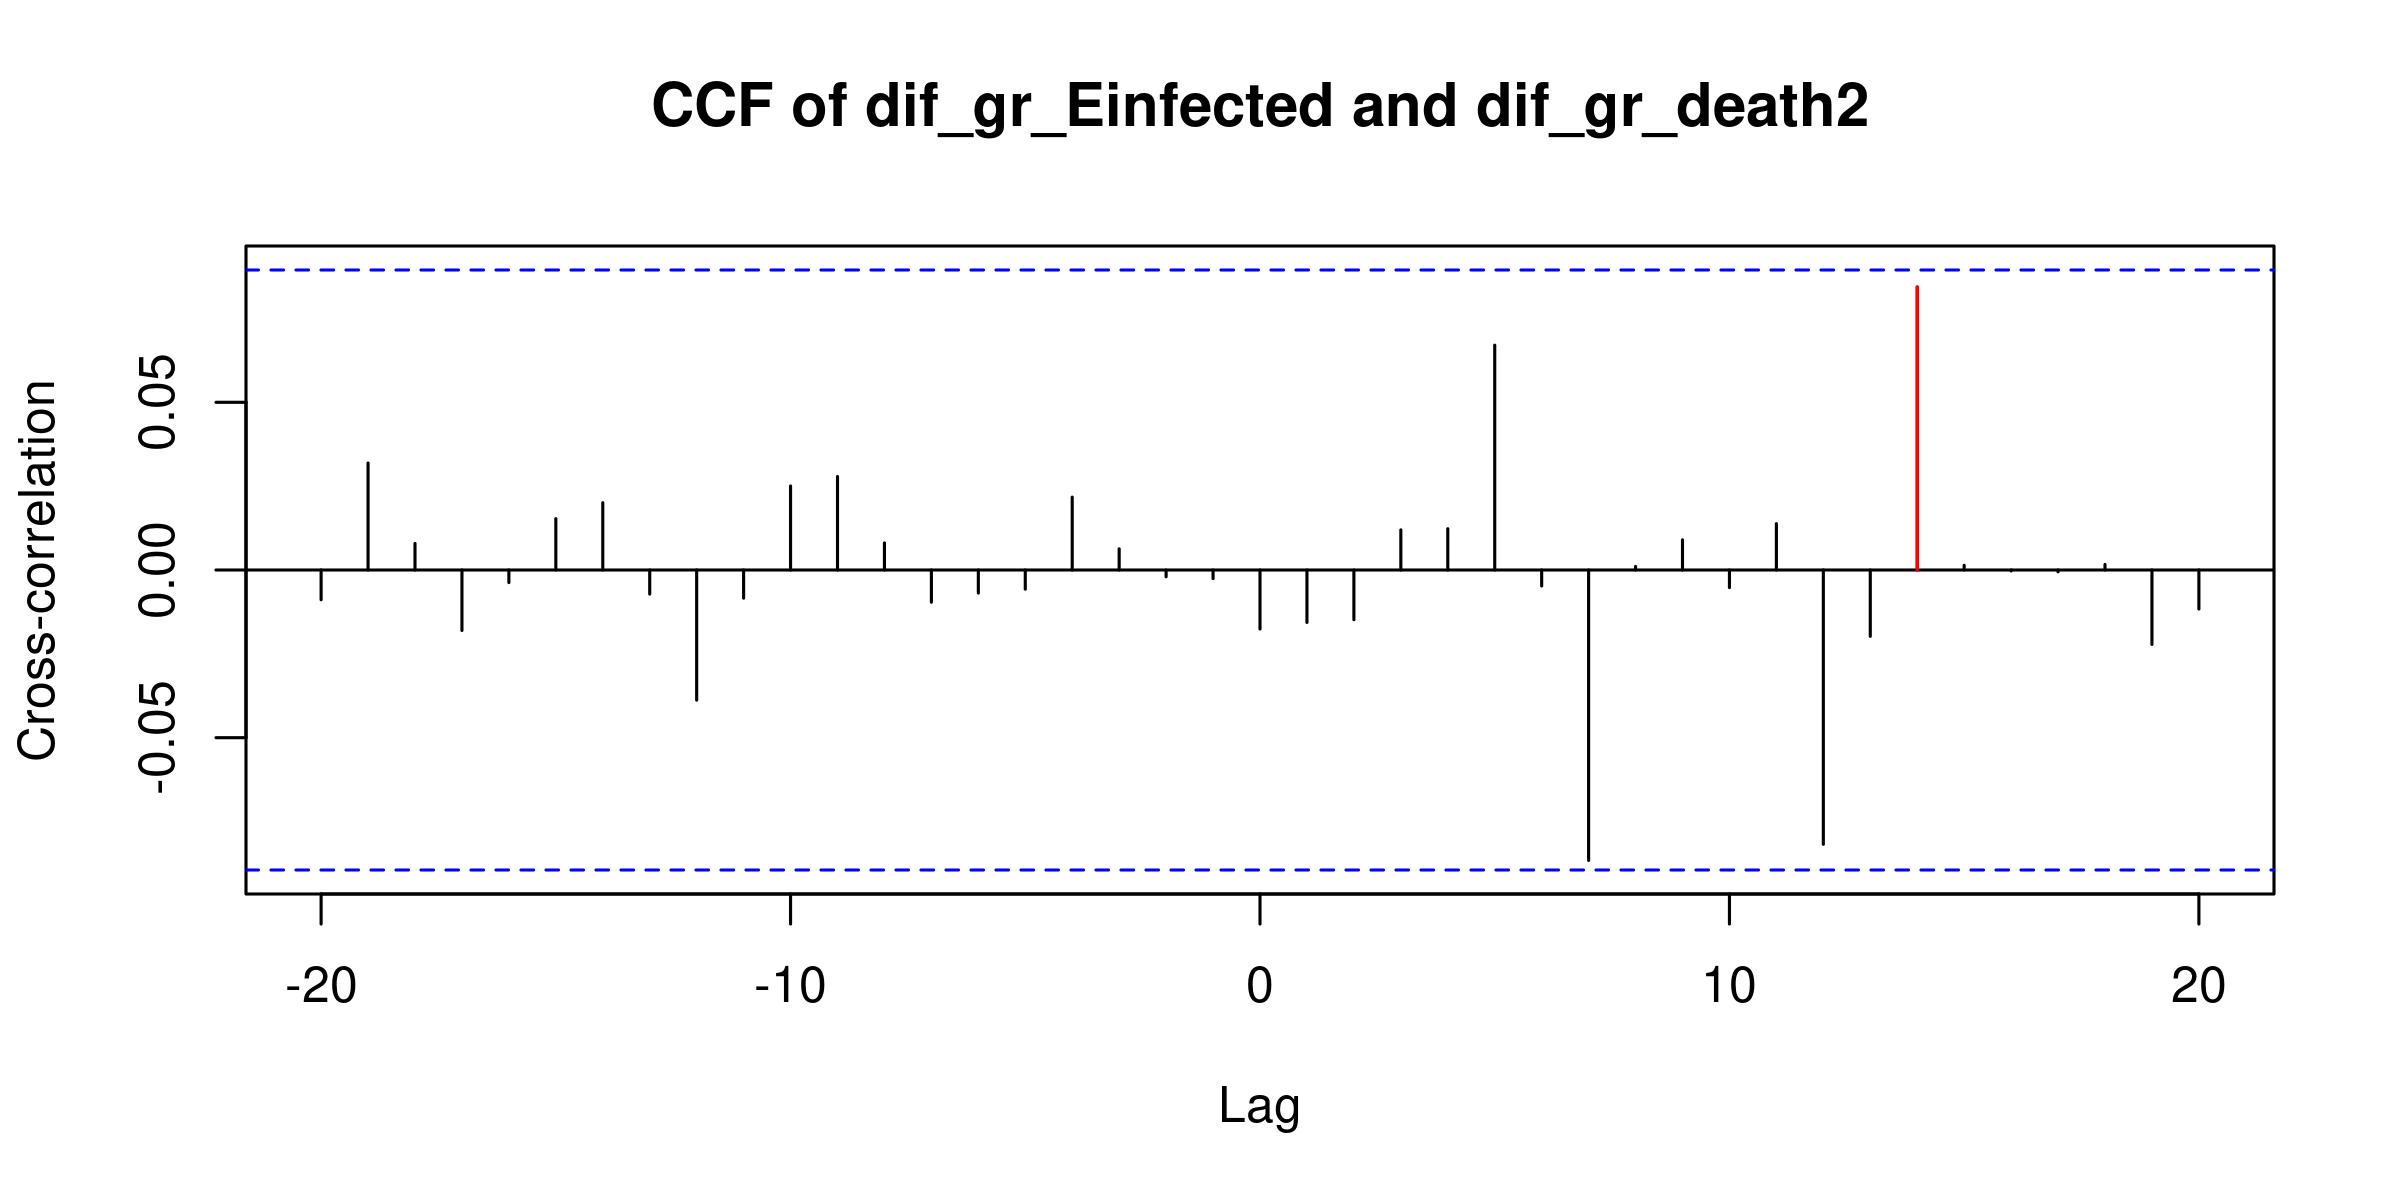 CCF of dif_gr_Einfected and dif_gr_death2
Cross-correlation
0.05
0.00
-0.05
-20 -10 0 10 20
Lag